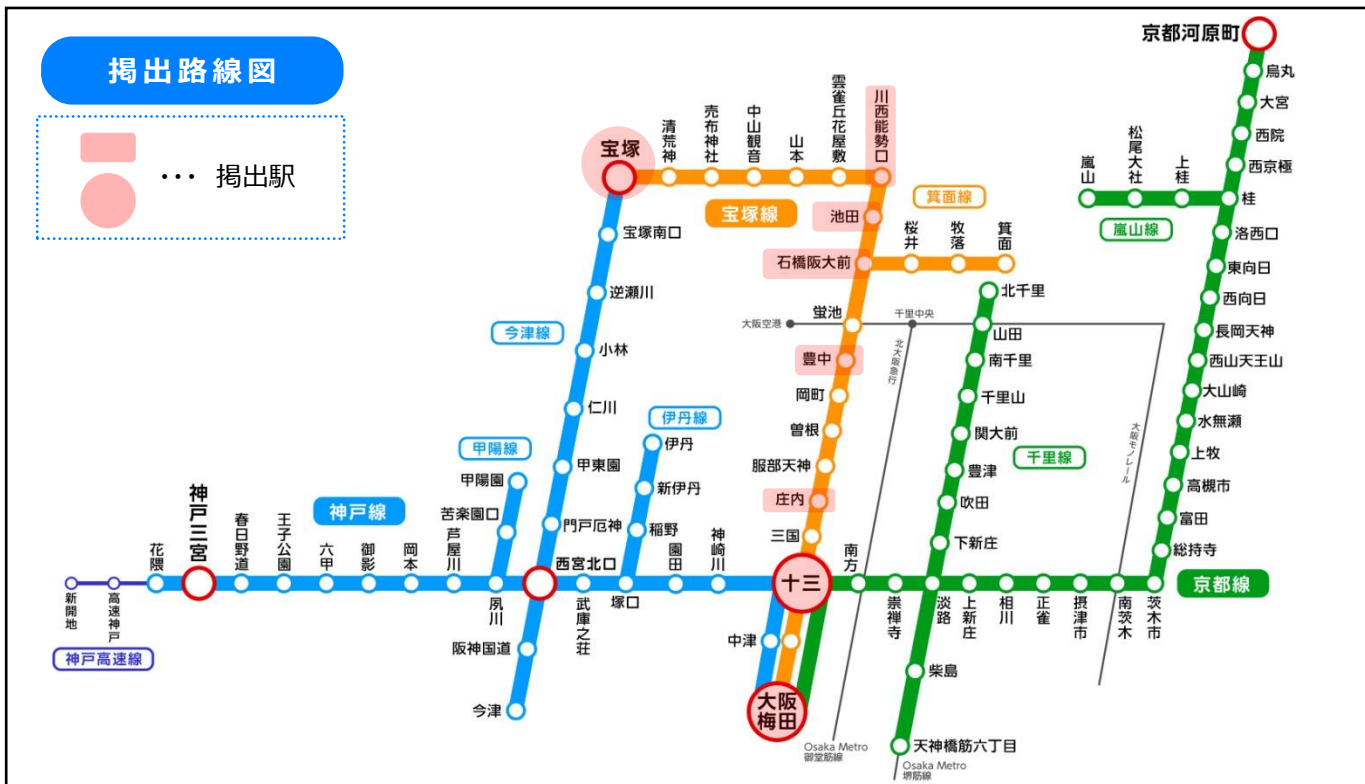 掲出路線図
・・・ 掲出駅
京都河原町
烏丸
大宮
西院
西京極
桂
洛西口
東向日
西向日
長岡天神
西山天王山
大山崎
水無瀬
上牧
高槻市
富田
総持寺
茨木市
京都線
嵐山
松尾大社
上桂
嵐山線
宝塚
清荒神
売布神社
中山観音
山本
雲雀丘花屋敷
川西能勢口
宝塚線
池田
箕面線
石橋阪大前
桜井
牧落
箕面
蛍池
大阪空港
千里中央
豊中
岡町
曽根
服部天神
庄内
三国
十三
中津
大阪
梅田
北千里
山田
南千里
千里山
関大前
千里線
豊津
吹田
下新庄
淡路
柴島
天神橋筋六丁目
北大阪急行
大阪モノレール
Osaka Metro
御堂筋線
Osaka Metro
堺筋線
南方
崇禅寺
上新庄
相川
正雀
摂津市
南茨木
宝塚南口
逆瀬川
今津線
小林
仁川
甲東園
門戸厄神
西宮北口
阪神国道
今津
伊丹線
伊丹
新伊丹
稲野
塚口
甲陽線
甲陽園
苦楽園口
夙川
神戸線
新開地
高速神戸
神戸高速線
花隈
神戸三宮
春日野道
王子公園
六甲
御影
岡本
芦屋川
武庫之荘
園田
神崎川